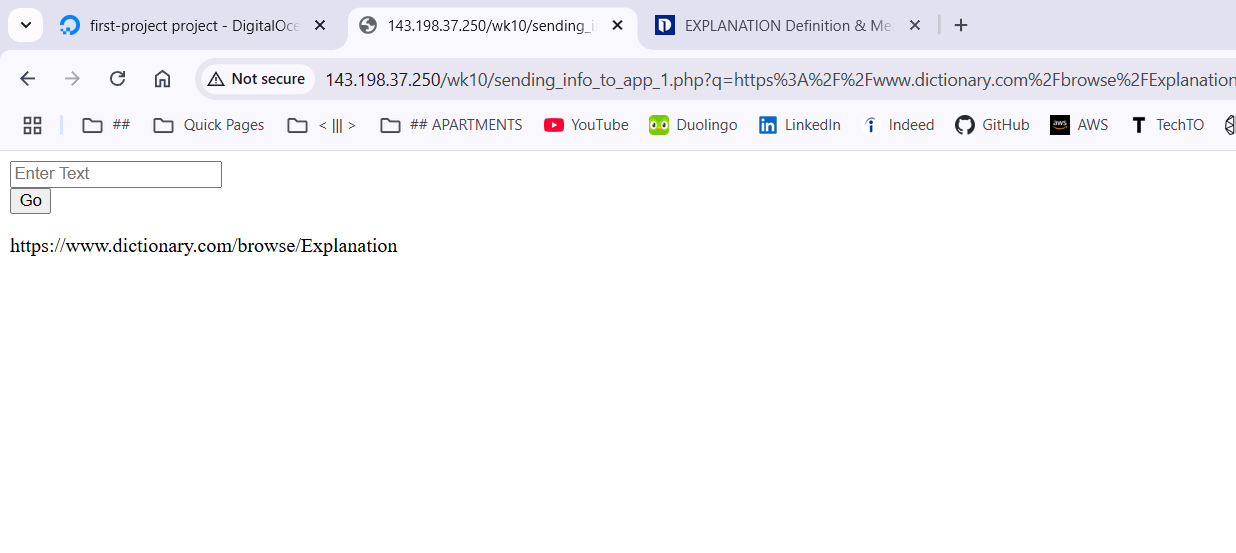 first-project project - DigitalOce
143.198.37.250/wk10/sending_i
EXPLANATION Definition & Me
Not secure
143.198.37.250/wk10/sending_info_to_app_1.php?q=https%3A%2F%2Fwww.dictionary.com%2Fbrowse%2FExplanation
## Quick Pages < ||| > ## APARTMENTS YouTube Duolingo LinkedIn Indeed GitHub aws AWS TechTO
Enter Text
Go
https://www.dictionary.com/browse/Explanation